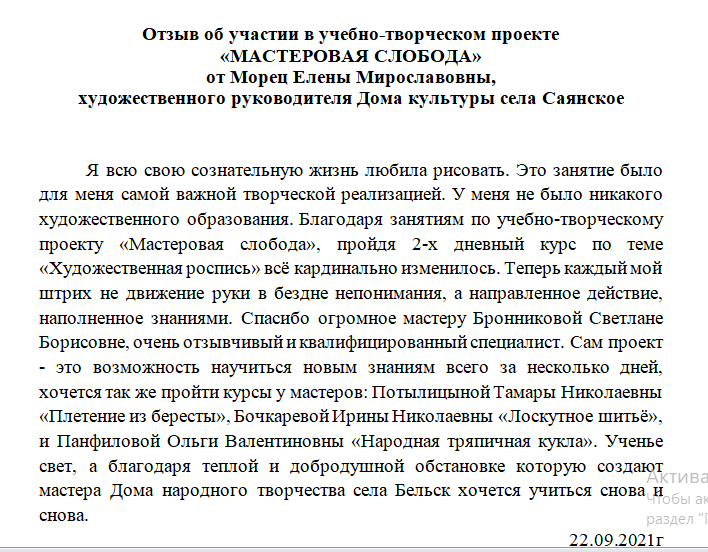 Отзыв об участии в учебно-творческом проекте
«МАСТЕРОВАЯ СЛОБОДА»
от Морец Елены Мирославовны,
художественного руководителя Дома культуры села Саянское
Я всю свою сознательную жизнь любила рисовать. Это занятие было
для меня самой важной творческой реализацией. У меня не было никакого
художественного образования. Благодаря занятиям по учебно-творческому
проекту «Мастеровая слобода», пройдя 2-х дневный курс по теме
«Художественная роспись» всё кардинально изменилось. Теперь каждый мой
штрих не движение руки в бездне непонимания, а направленное действие,
наполненное знаниями. Спасибо огромное мастеру Бронниковой Светлане
Борисовне, очень отзывчивый и квалифицированный специалист. Сам проект
- это возможность научиться новым знаниям всего за несколько дней,
хочется так же пройти курсы у мастеров: Потылицыной Тамары Николаевны
«Плетение из бересты», Бочкаревой Ирины Николаевны «Лоскутное шитьё»,
и Панфиловой Ольги Валентиновны «Народная тряпичная кукла». Ученье
свет, а благодаря теплой и добродушной обстановке которую создают
мастера Дома народного творчества села Бельск хочется учиться снова и
снова.
22.09.2021г
Актива
Чтобы ак
раздел "П